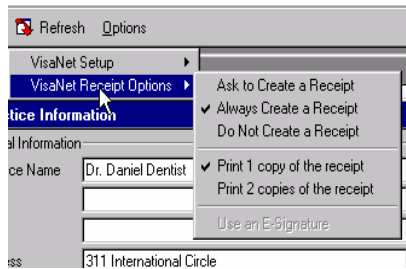 Refresh Options
VisaNet Setup
VisaNet Receipt Options
Ask to Create a Receipt
Always Create a Receipt
Do Not Create a Receipt
Print 1 copy of the receipt
Print 2 copies of the receipt
Use an E-Signature
tice Information
al Information
ce Name Dr. Daniel Dentist
ess 311 International Circle